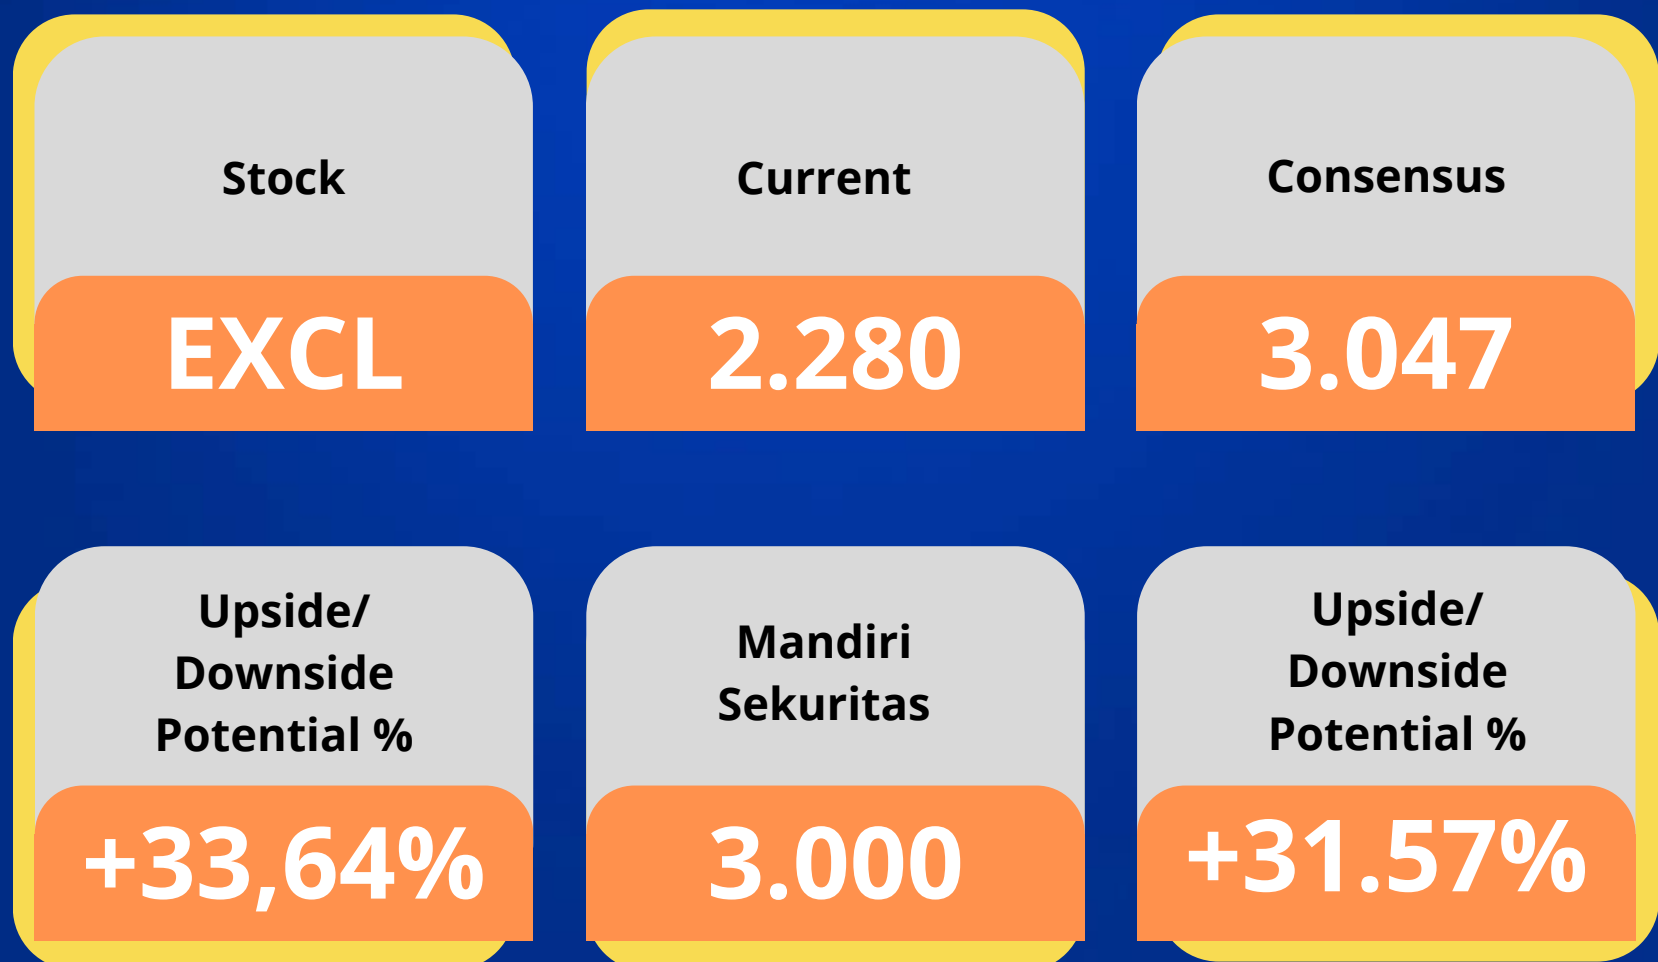 Stock
EXCL
Current
2.280
Consensus
3.047
Upside/
Downside
Potential %
+33,64%
Mandiri
Sekuritas
3.000
Upside/
Downside
Potential %
+31.57%